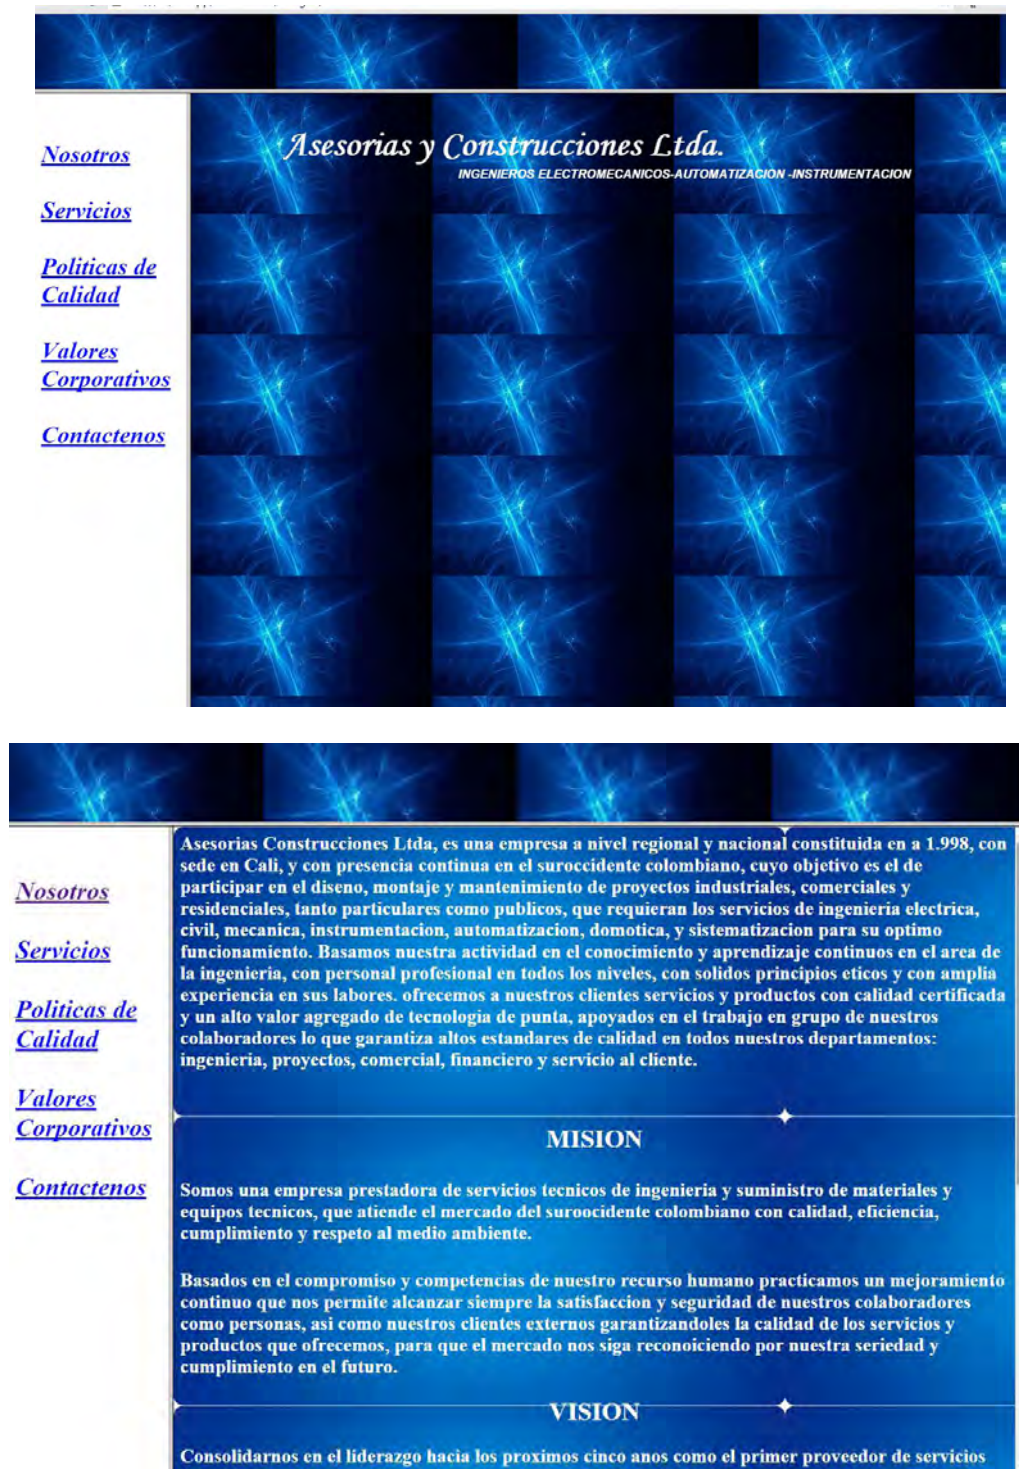 Asesorias y Construcciones Ltda.
INGENIEROS ELECTROMECANICOS-AUTOMATIZACION -INSTRUMENTACION
Nosotros
Servicios
Politicas de
Calidad
Valores
Corporativos
Contactenos
Nosotros
Servicios
Politicas de
Calidad
Valores
Corporativos
Contactenos
Asesorias Construcciones Ltda, es una empresa a nivel regional y nacional constituida en a 1.998, con
sede en Cali, y con presencia continua en el suroccidente colombiano, cuyo objetivo es el de
participar en el diseno, montaje y mantenimiento de proyectos industriales, comerciales y
residenciales, tanto particulares como publicos, que requieran los servicios de ingenieria electrica,
civil, mecanica, instrumentacion, automatizacion, domotica, y sistematizacion para su optimo
funcionamiento. Basamos nuestra actividad en el conocimiento y aprendizaje continuos en el area de
la ingenieria, con personal profesional en todos los niveles, con solidos principios eticos y con amplia
experiencia en sus labores. ofrecemos a nuestros clientes servicios y productos con calidad certificada
y un alto valor agregado de tecnologia de punta, apoyados en el trabajo en grupo de nuestros
colaboradores lo que garantiza altos estandares de calidad en todos nuestros departamentos:
ingenieria, proyectos, comercial, financiero y servicio al cliente.
MISION
Somos una empresa prestadora de servicios tecnicos de ingenieria y suministro de materiales y
equipos tecnicos, que atiende el mercado del suroocidente colombiano con calidad, eficiencia,
cumplimiento y respeto al medio ambiente.
Basados en el compromiso y competencias de nuestro recurso humano practicamos un mejoramiento
continuo que nos permite alcanzar siempre la satisfaccion y seguridad de nuestros colaboradores
como personas, asi como nuestros clientes externos garantizandoles la calidad de los servicios y
productos que ofrecemos, para que el mercado nos siga reconoiciendo por nuestra seriedad y
cumplimiento en el futuro.
VISION
Consolidarnos en el liderazgo hacia los proximos cinco anos como el primer proveedor de servicios